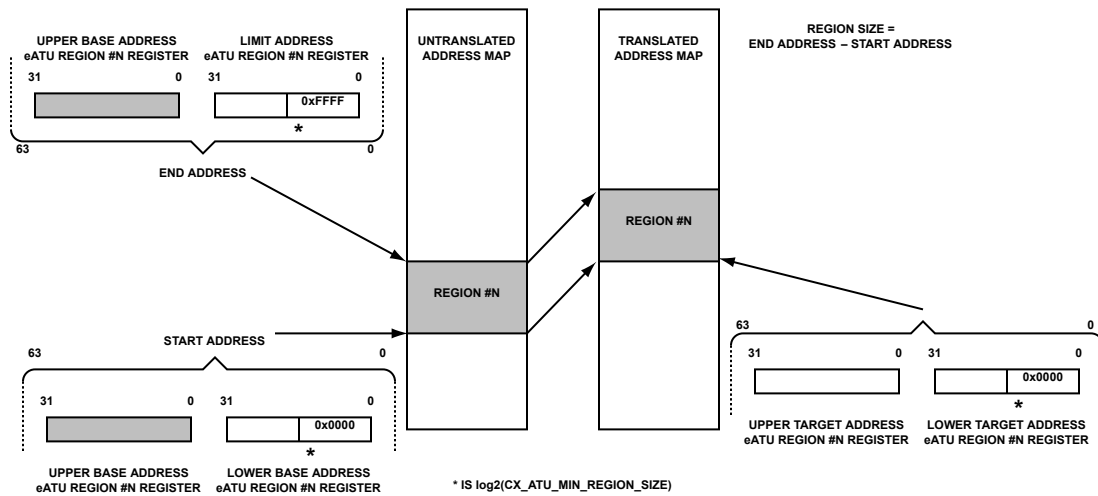 UPPER BASE ADDRESS
eATU REGION #N REGISTER
31 0
LIMIT ADDRESS
eATU REGION #N REGISTER
31 0
0xFFFF
*
63 0
END ADDRESS
UNTRANSLATED
ADDRESS MAP
TRANSLATED
ADDRESS MAP
REGION SIZE =
END ADDRESS – START ADDRESS
REGION #N
REGION #N
START ADDRESS
63 0
31 0
UPPER BASE ADDRESS
eATU REGION #N REGISTER
31 0
0x0000
*
LOWER BASE ADDRESS
eATU REGION #N REGISTER
63 0
31 0
UPPER TARGET ADDRESS
eATU REGION #N REGISTER
31 0
0x0000
*
LOWER TARGET ADDRESS
eATU REGION #N REGISTER
* IS log2(CX_ATU_MIN_REGION_SIZE)